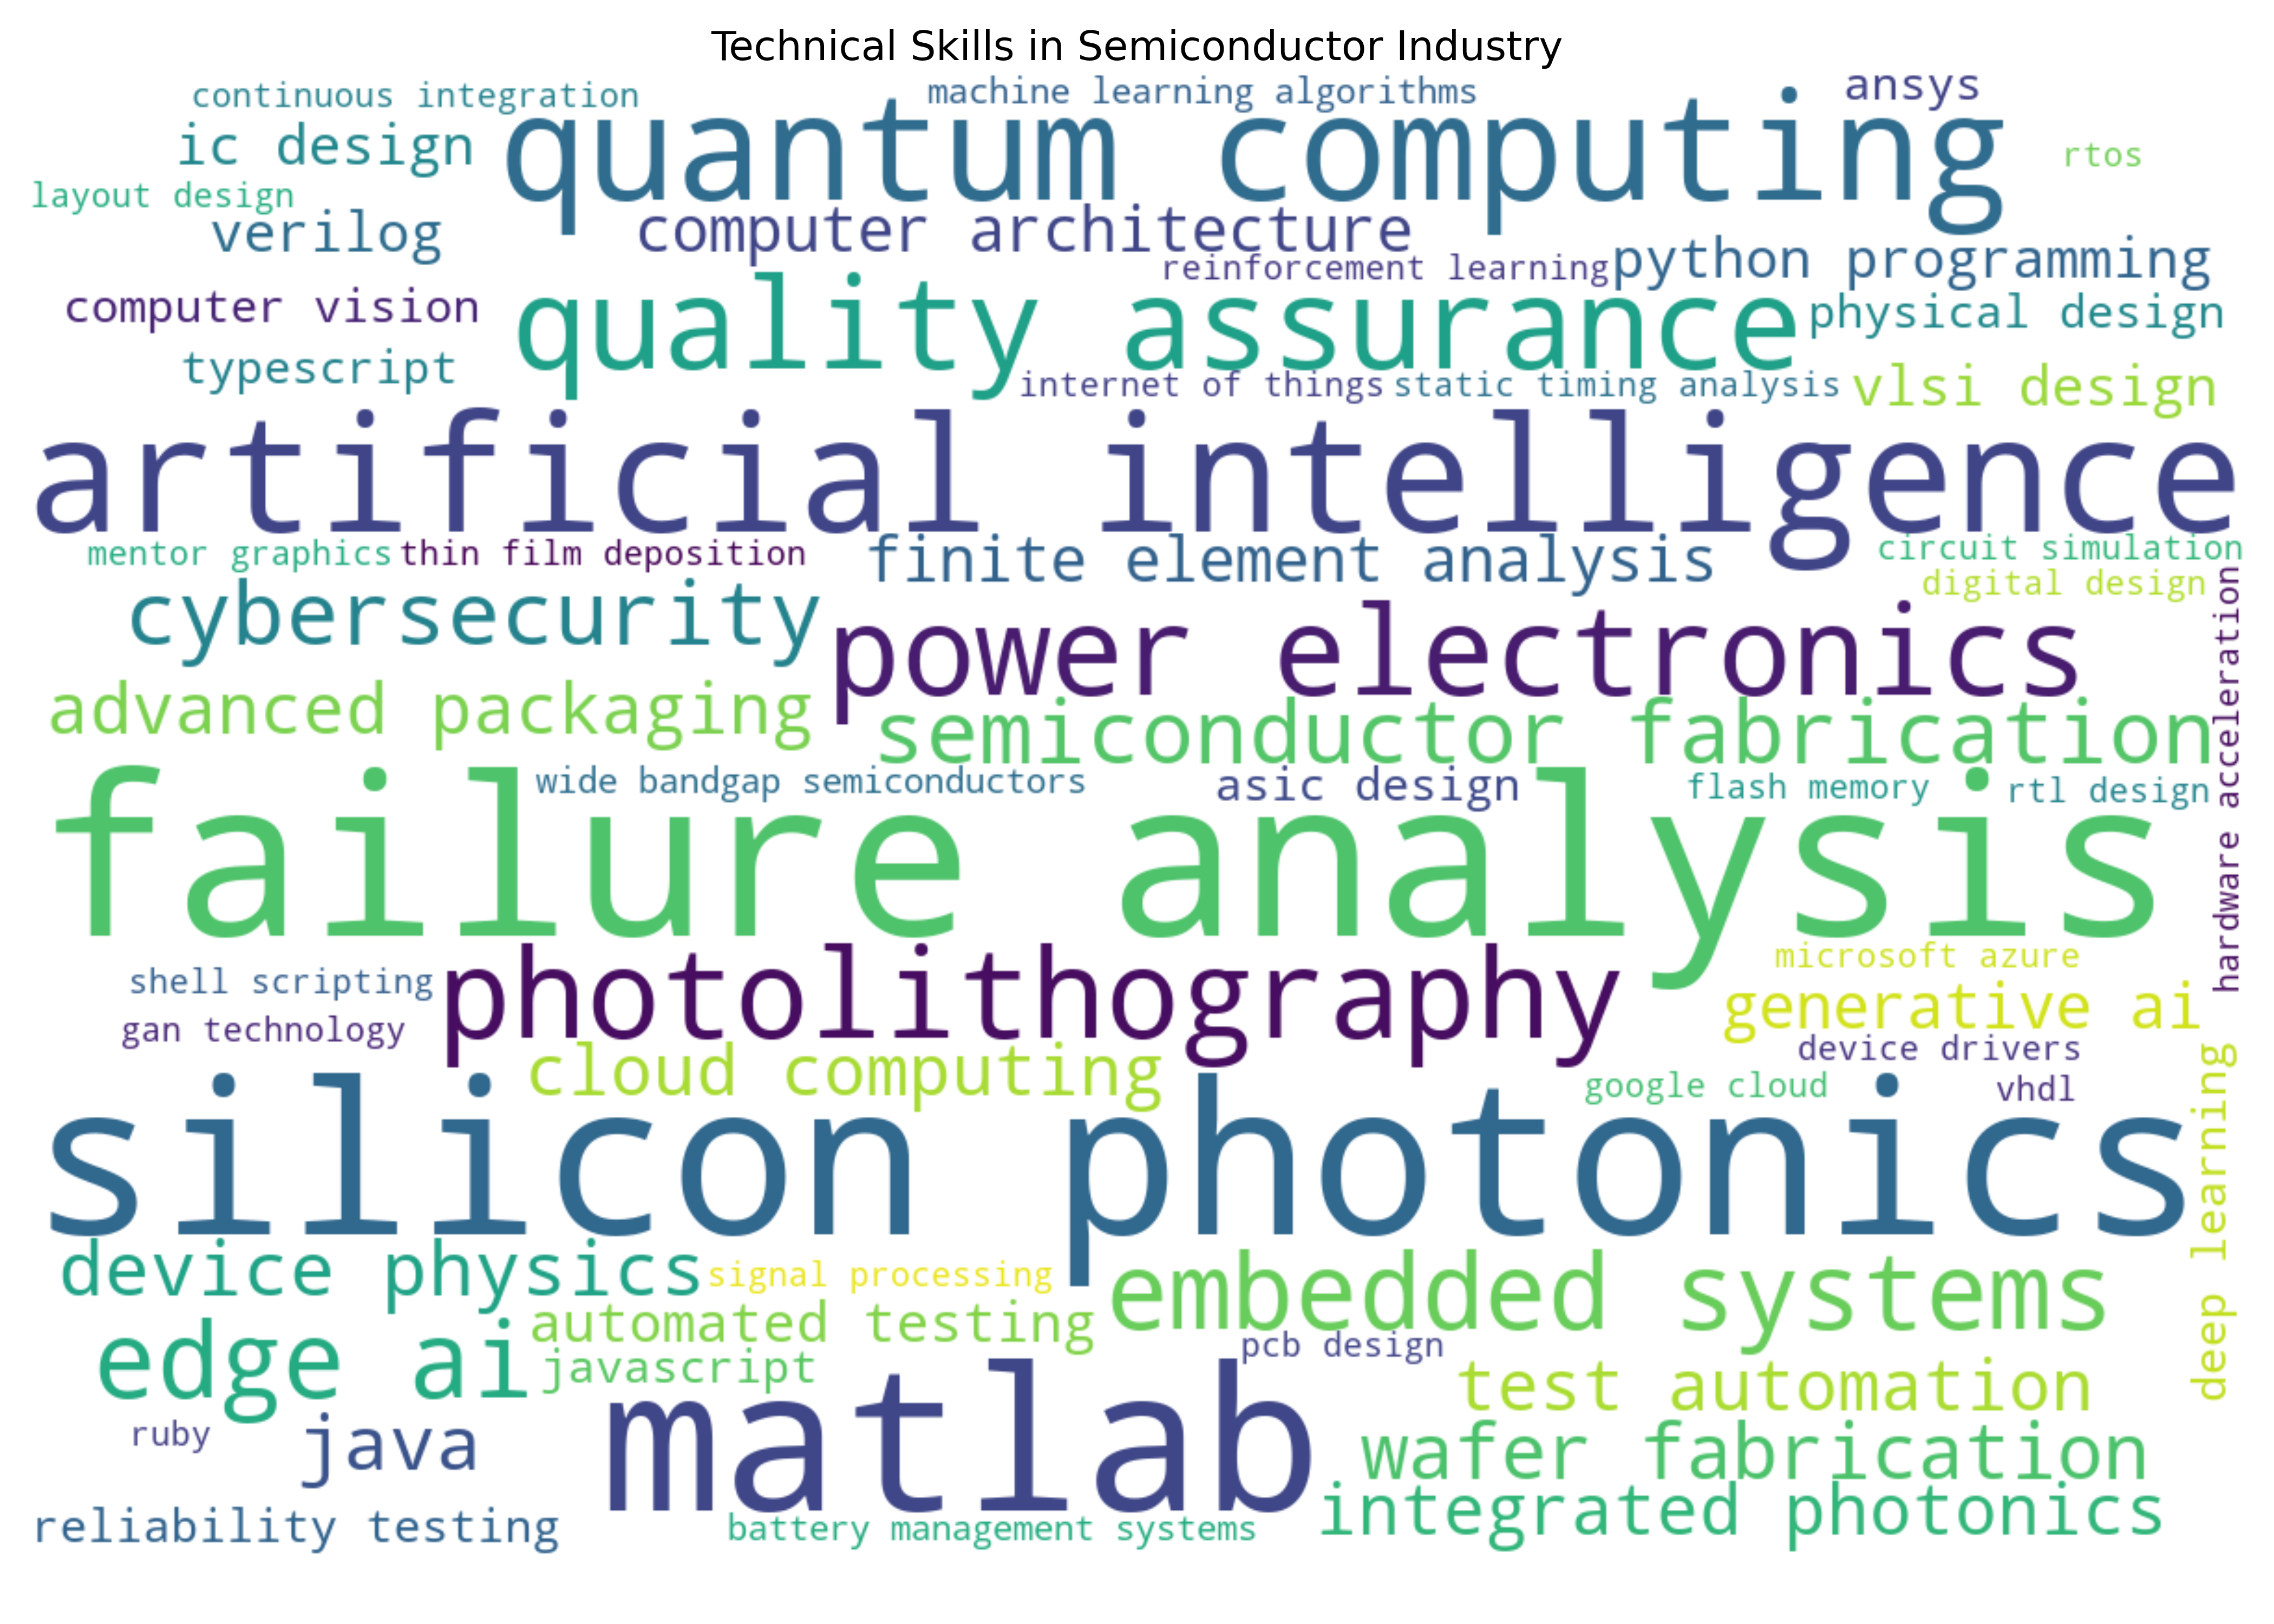 Technical Skills in Semiconductor Industry
continuous integration
machine learning algorithms
ansys
ic design
quantum computing
rtos
layout design
verilog
computer architecture
python programming
reinforcement learning
computer vision
quality assurance
physical design
typescript
internet of things
static timing analysis
vlsi design
artificial intelligence
mentor graphics
thin film deposition
finite element analysis
circuit simulation
digital design
cybersecurity
power electronics
hardware acceleration
advanced packaging
semiconductor fabrication
wide bandgap semiconductors
asic design
flash memory
rtl design
failure analysis
microsoft azure
shell scripting
photolithography
generative ai
gan technology
device drivers
cloud computing
google cloud
vhdl
silicon photonics
deep learning
device physics
signal processing
embedded systems
automated testing
pcb design
edge ai
javascript
matlab
test automation
ruby
java
wafer fabrication
integrated photonics
reliability testing
battery management systems